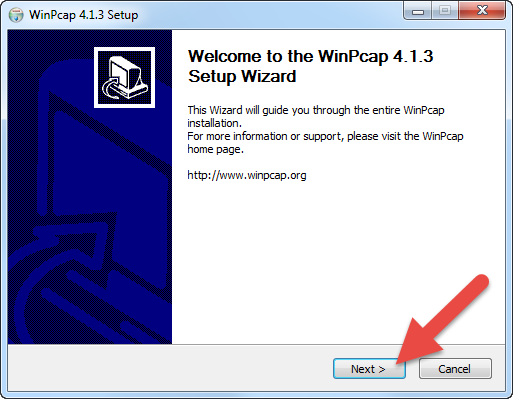 WinPcap 4.1.3 Setup
Welcome to the WinPcap 4.1.3
Setup Wizard
This Wizard will guide you through the entire WinPcap
installation.
For more information or support, please visit the WinPcap
home page.
http://www.winpcap.org
Next >
Cancel